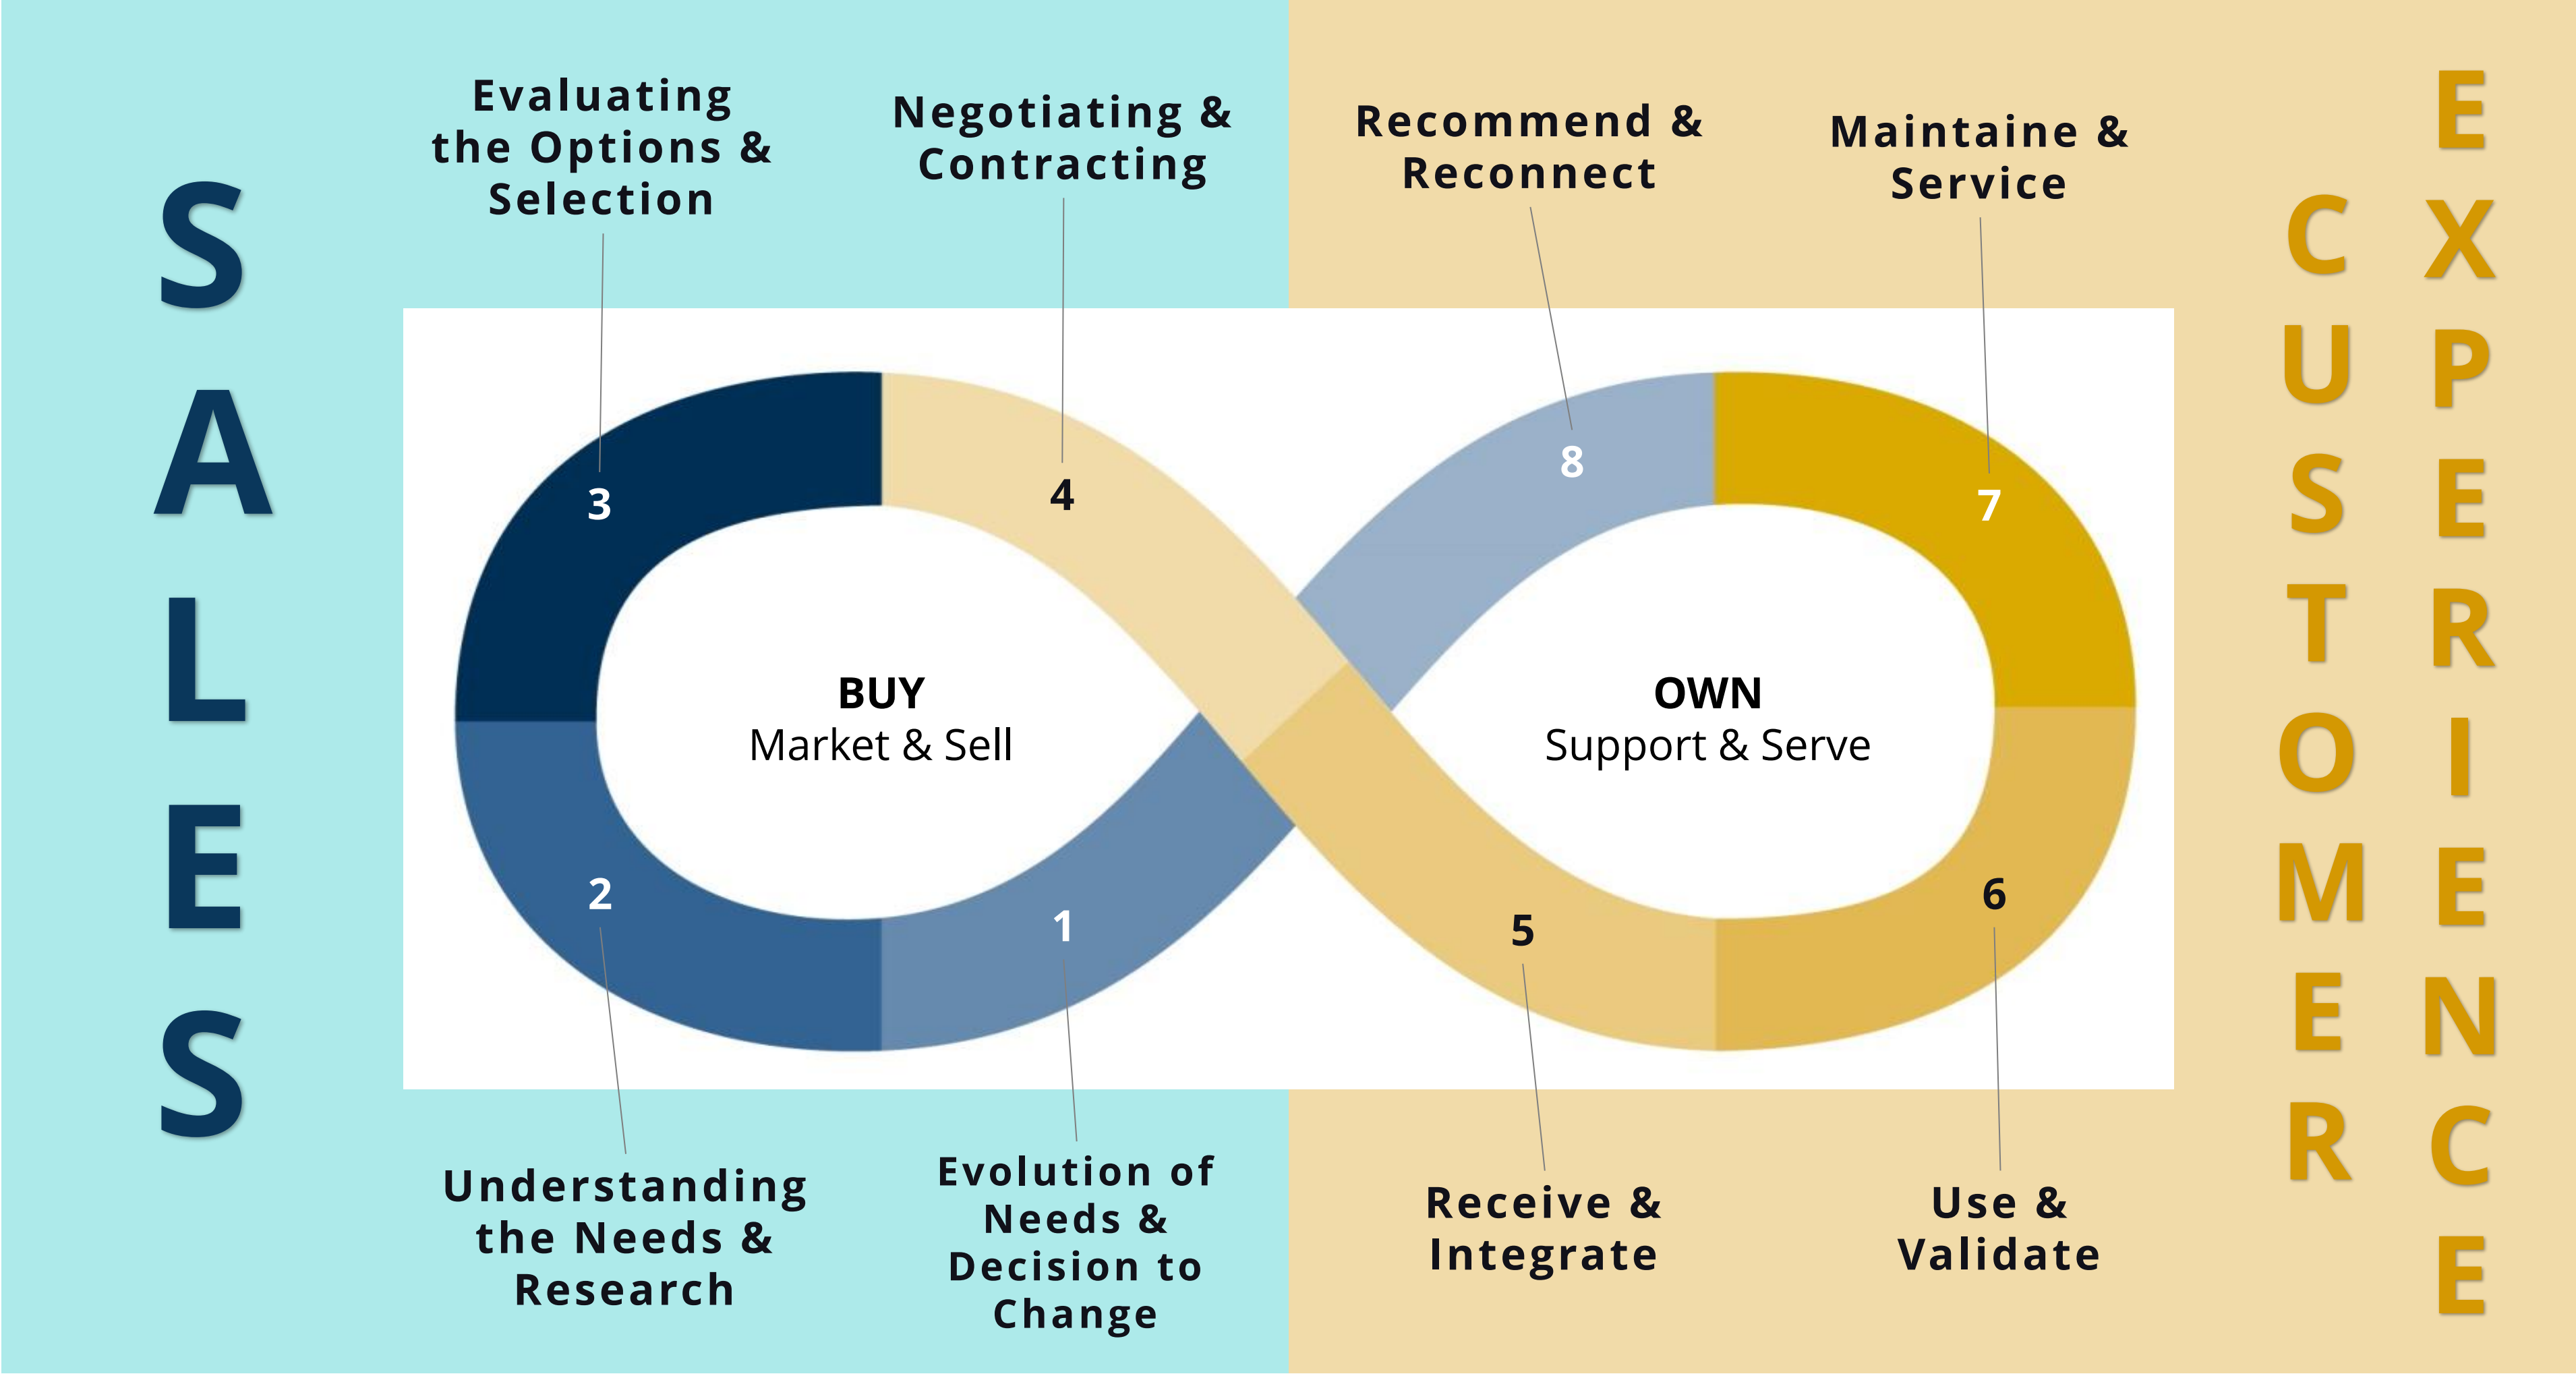 SALES
Evaluating
the Options &
Selection
Negotiating &
Contracting
Recommend &
Reconnect
Maintaine &
Service
3
4
8
7
BUY
Market & Sell
OWN
Support & Serve
2
1
5
6
Understanding
the Needs &
Research
Evolution of
Needs &
Decision to
Change
Receive &
Integrate
Use &
Validate
CUSTOMER
EXPERIENCE